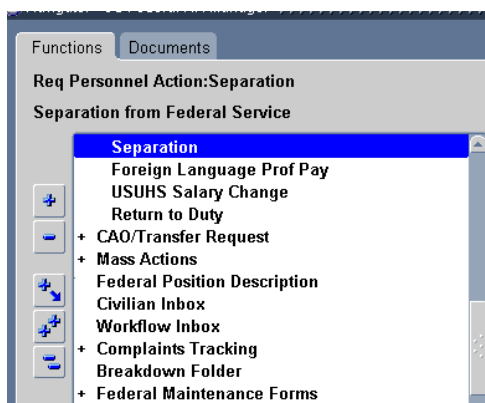 Functions Documents
Req Personnel Action:Separation
Separation from Federal Service
Separation
Foreign Language Prof Pay
USUHS Salary Change
Return to Duty
+ CAO/Transfer Request
+ Mass Actions
Federal Position Description
Civilian Inbox
Workflow Inbox
+ Complaints Tracking
Breakdown Folder
+ Federal Maintenance Forms